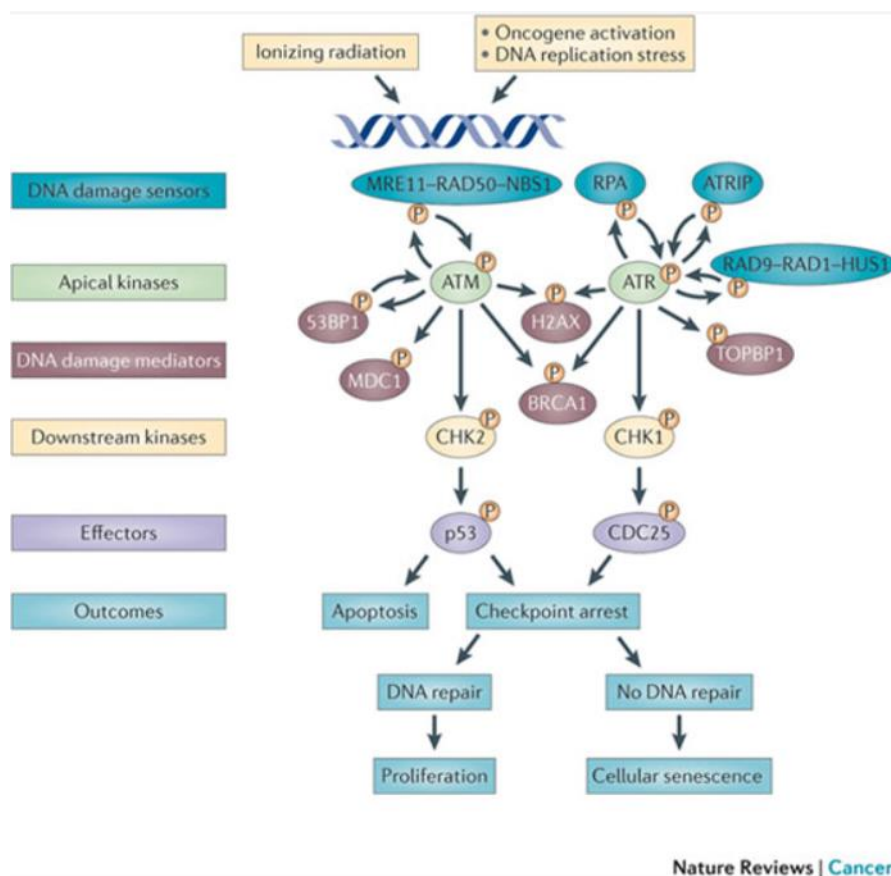 Ionizing radiation
• Oncogene activation
• DNA replication stress
DNA damage sensors
MRE11–RAD50–NBS1
RPA
ATRIP
P
P
P
RAD9–RAD1–HUS1
P
P
P
Apical kinases
ATM
ATR
P
P
P
53BP1
H2AX
P
DNA damage mediators
TOPBP1
P
MDC1
P
BRCA1
Downstream kinases
P
CHK2
P
CHK1
Effectors
P
p53
P
CDC25
Outcomes
Apoptosis
Checkpoint arrest
DNA repair
No DNA repair
Proliferation
Cellular senescence
Nature Reviews | Cancer